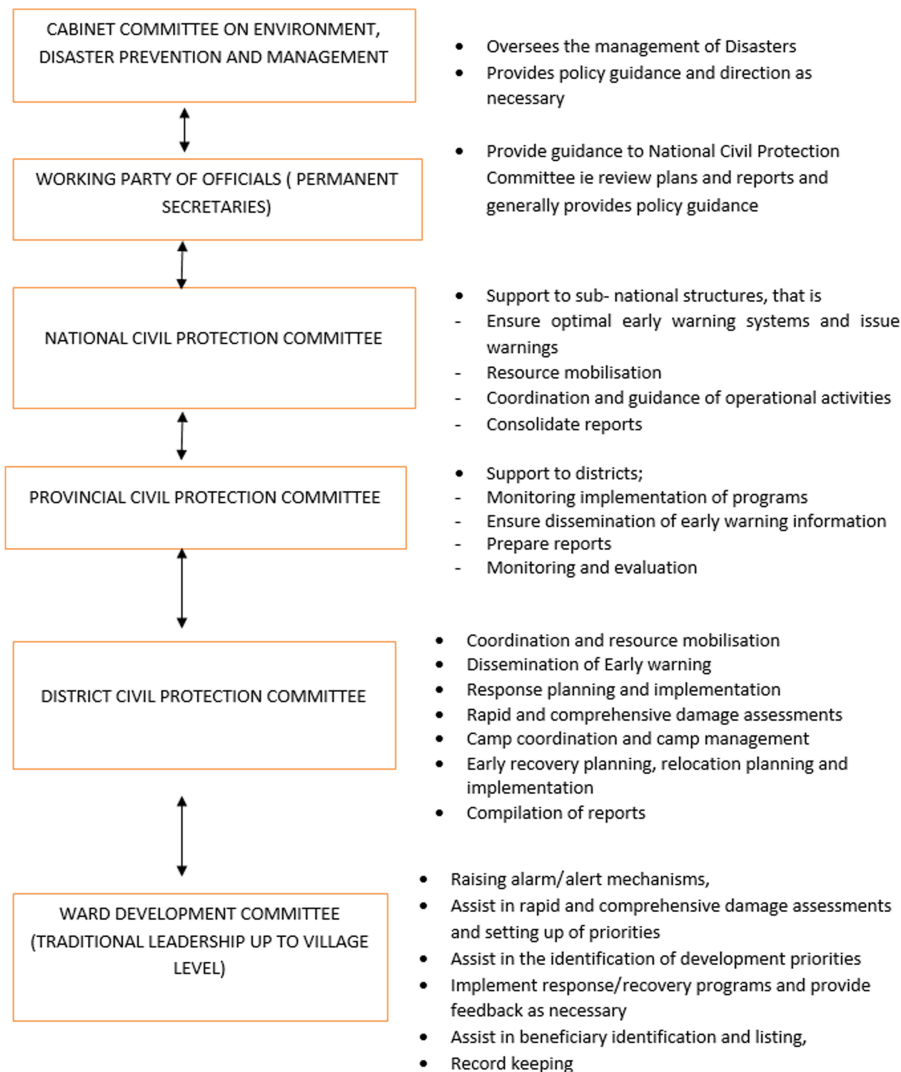 CABINET COMMITTEE ON ENVIRONMENT,
DISASTER PREVENTION AND MANAGEMENT
• Oversees the management of Disasters
• Provides policy guidance and direction as
necessary
WORKING PARTY OF OFFICIALS ( PERMANENT
SECRETARIES)
• Provide guidance to National Civil Protection
Committee ie review plans and reports and
generally provides policy guidance
NATIONAL CIVIL PROTECTION COMMITTEE
• Support to sub- national structures, that is
- Ensure optimal early warning systems and issue
warnings
- Resource mobilisation
- Coordination and guidance of operational activities
- Consolidate reports
PROVINCIAL CIVIL PROTECTION COMMITTEE
• Support to districts;
- Monitoring implementation of programs
- Ensure dissemination of early warning information
- Prepare reports
- Monitoring and evaluation
DISTRICT CIVIL PROTECTION COMMITTEE
• Coordination and resource mobilisation
• Dissemination of Early warning
• Response planning and implementation
• Rapid and comprehensive damage assessments
• Camp coordination and camp management
• Early recovery planning, relocation planning and
implementation
• Compilation of reports
WARD DEVELOPMENT COMMITTEE
(TRADITIONAL LEADERSHIP UP TO VILLAGE
LEVEL)
• Raising alarm/alert mechanisms,
• Assist in rapid and comprehensive damage assessments
and setting up of priorities
• Assist in the identification of development priorities
• Implement response/recovery programs and provide
feedback as necessary
• Assist in beneficiary identification and listing,
• Record keeping